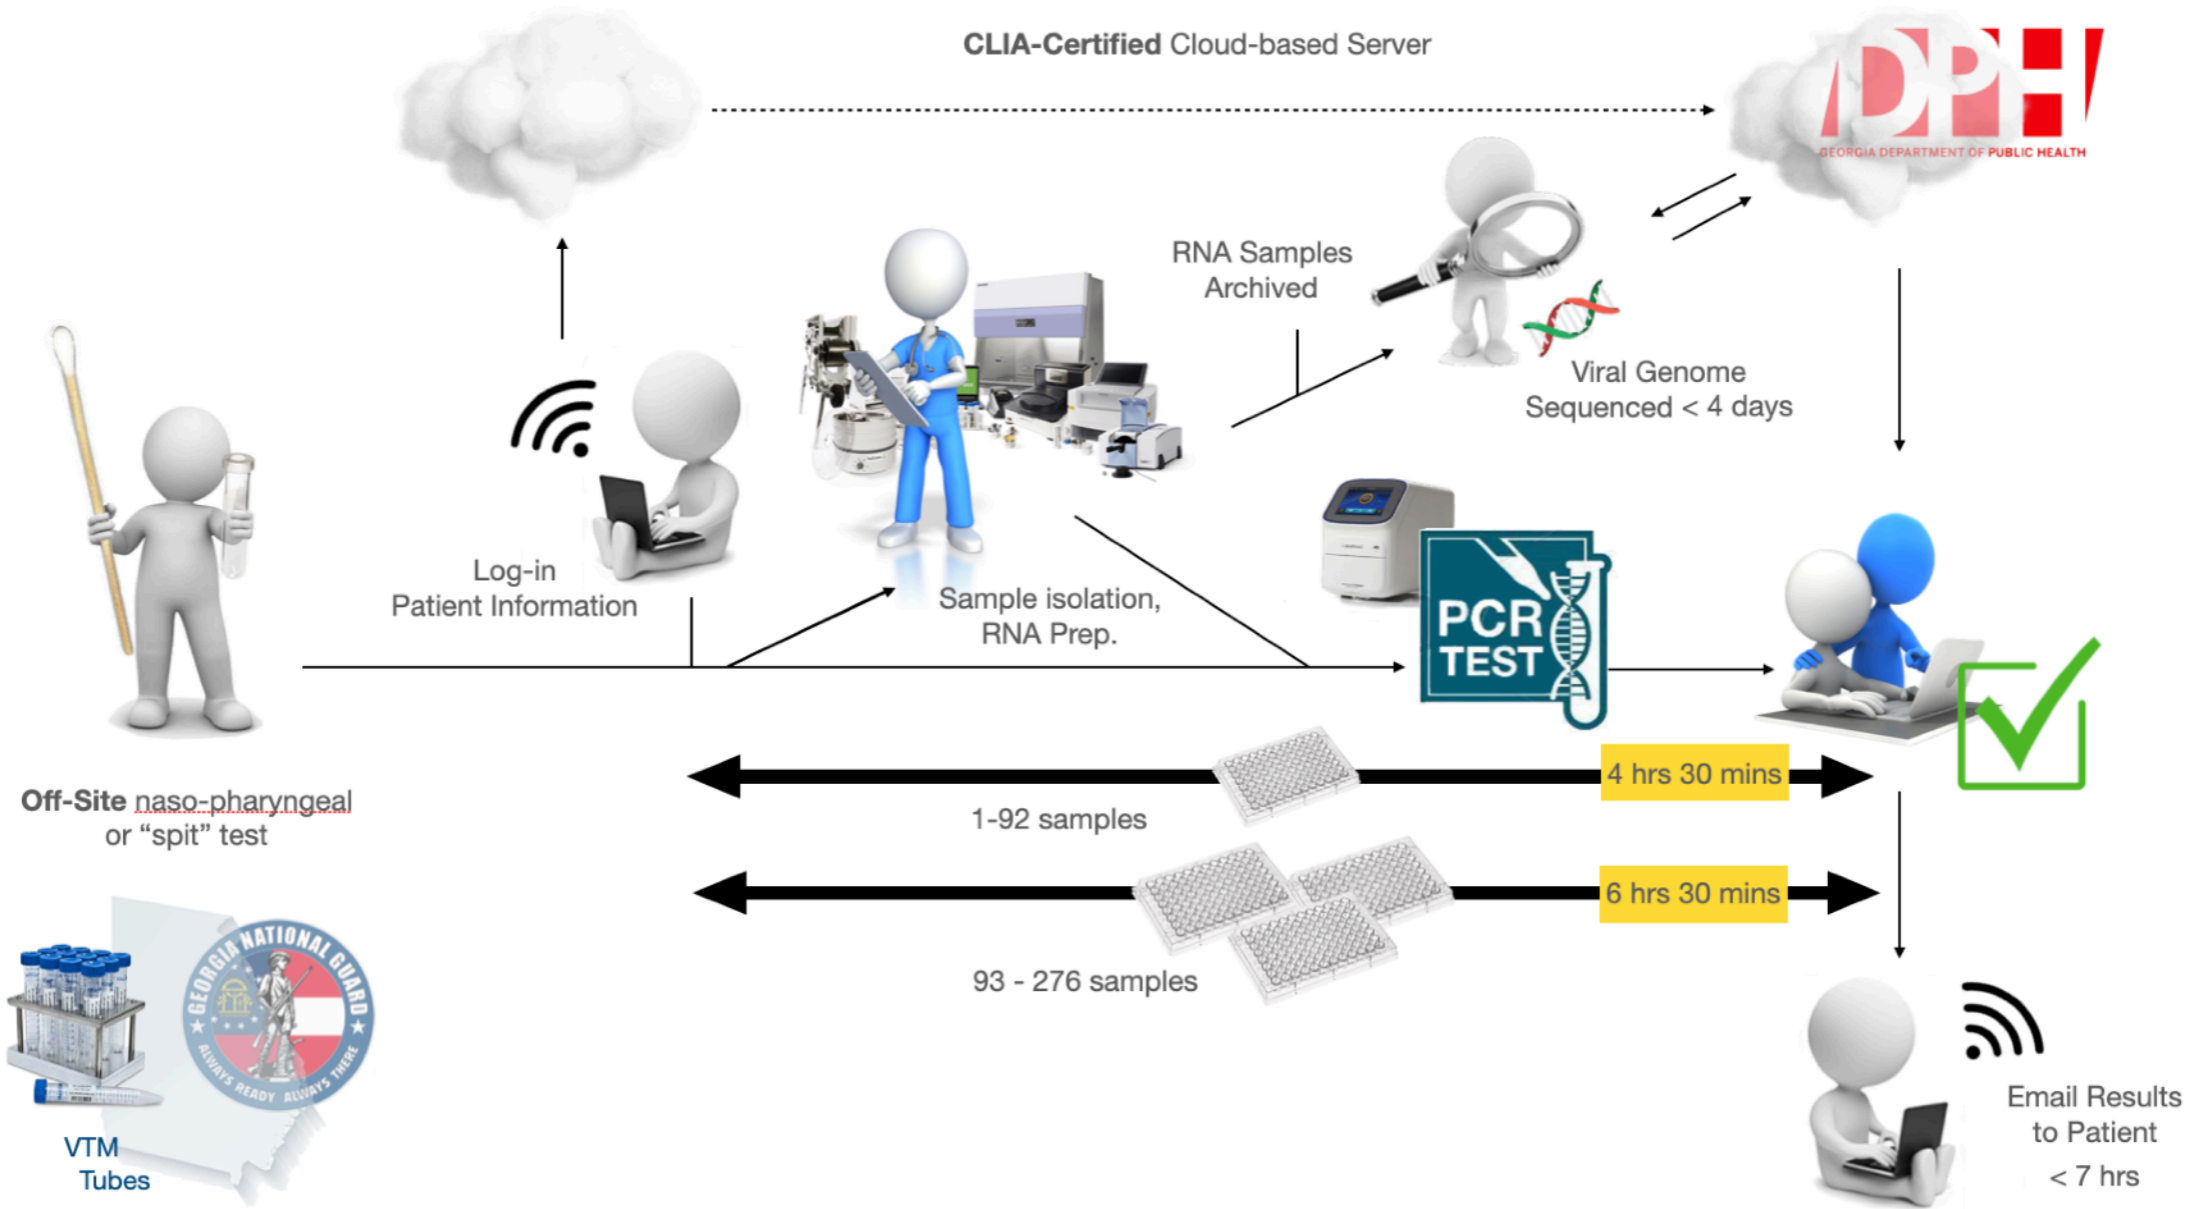 CLIA-Certified Cloud-based Server
DPH
GEORGIA DEPARTMENT OF PUBLIC HEALTH
RNA Samples
Archived
Viral Genome
Sequenced < 4 days
Log-in
Patient Information
Sample isolation,
RNA Prep.
PCR
TEST
Off-Site naso-pharyngeal
or “spit” test
4 hrs 30 mins
1-92 samples
6 hrs 30 mins
93 - 276 samples
GEORGIA NATIONAL GUARD
ALWAYS READY ALWAYS THERE
VTM
Tubes
Email Results
to Patient
< 7 hrs